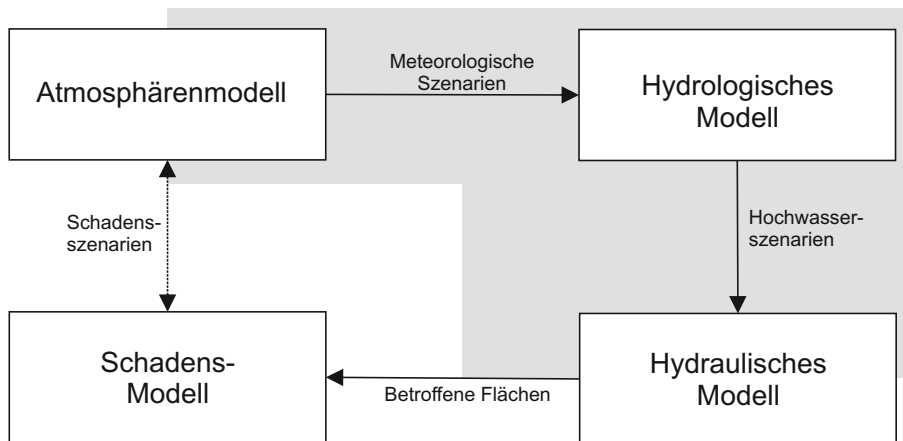 Atmosphärenmodell
Meteorologische
Szenarien
Hydrologisches
Modell
Schadens-
szenarien
Hochwasser-
szenarien
Schadens-
Modell
Betroffene Flächen
Hydraulisches
Modell